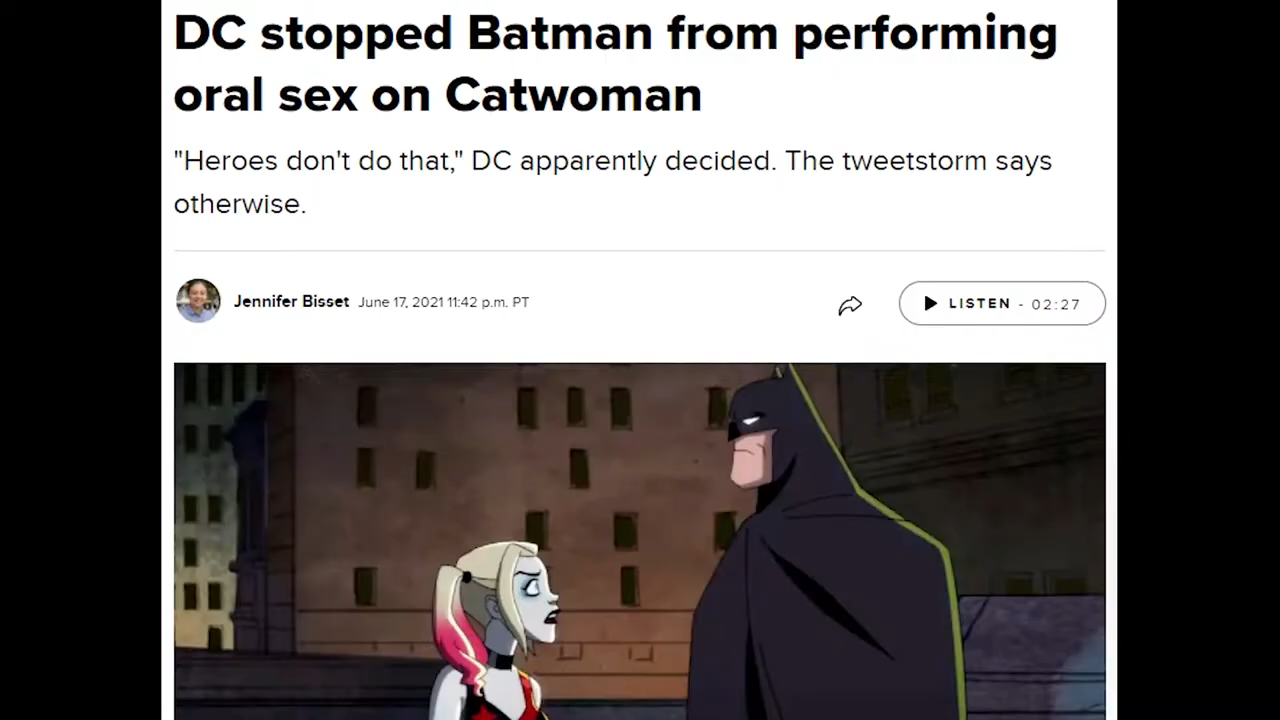 DC stopped Batman from performing
oral sex on Catwoman
"Heroes don't do that," DC apparently decided. The tweetstorm says
otherwise.
Jennifer Bisset June 17, 2021 11:42 p.m. PT
LISTEN - 02:27